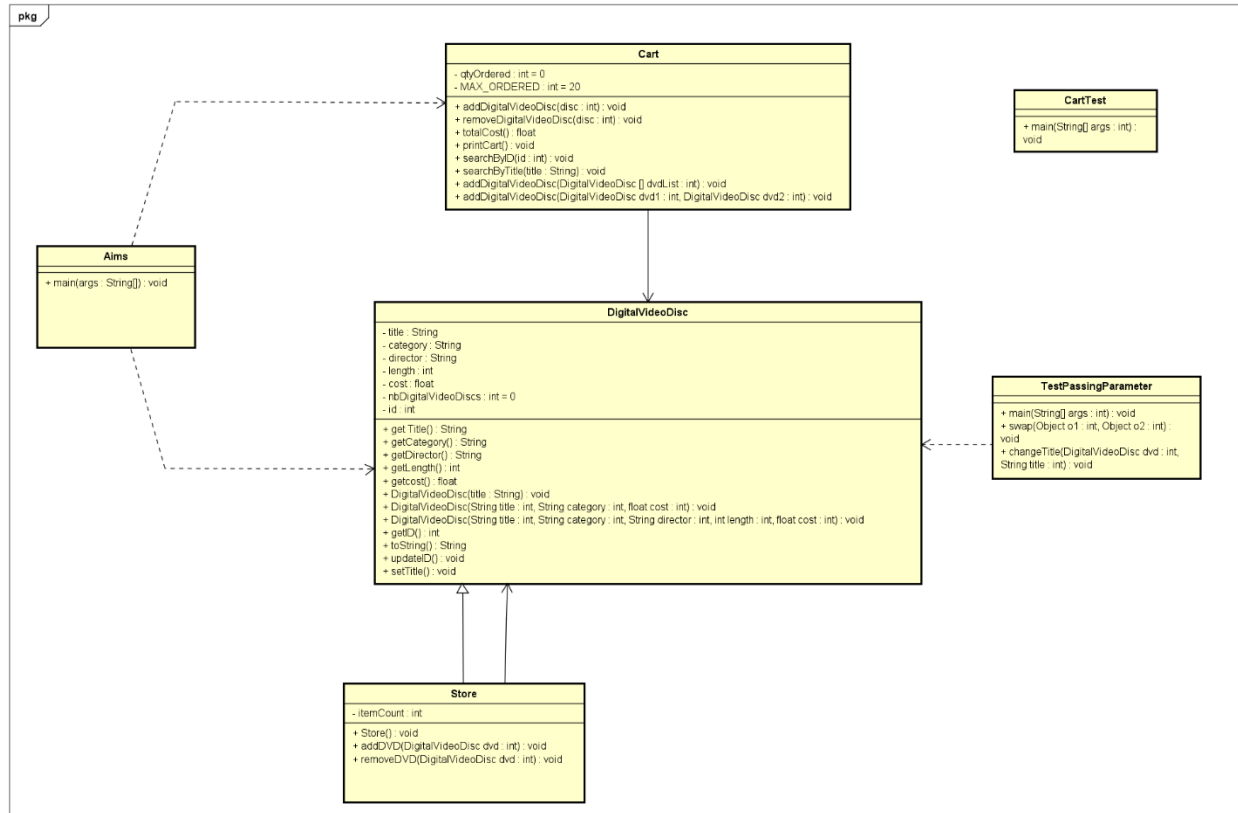 pkg
Cart
- qtyOrdered : int = 0
- MAX_ORDERED : int = 20
+ addDigitalVideoDisc(disc : int) : void
+ removeDigitalVideoDisc(disc : int) : void
+ totalCost() : float
+ printCart() : void
+ searchByID(id : int) : void
+ searchByTitle(title : String) : void
+ addDigitalVideoDisc(DigitalVideoDisc [] dvdList : int) : void
+ addDigitalVideoDisc(DigitalVideoDisc dvd1 : int, DigitalVideoDisc dvd2 : int) : void
CartTest
+ main(String[] args : int) :
void
Aims
+ main(args : String[]) : void
DigitalVideoDisc
- title : String
- category : String
- director : String
- length : int
- cost : float
- nbDigitalVideoDiscs : int = 0
- id : int
+ get Title() : String
+ getCategory() : String
+ getDirector() : String
+ getLength() : int
+ getcost() : float
+ DigitalVideoDisc(title : String) : void
+ DigitalVideoDisc(String title : int, String category : int, float cost : int) : void
+ DigitalVideoDisc(String title : int, String category : int, String director : int, int length : int, float cost : int) : void
+ getID() : int
+ toString() : String
+ updateID() : void
+ setTitle() : void
TestPassingParameter
+ main(String[] args : int) : void
+ swap(Object o1 : int, Object o2 : int) :
void
+ changeTitle(DigitalVideoDisc dvd : int,
String title : int) : void
Store
- itemCount : int
+ Store() : void
+ addDVD(DigitalVideoDisc dvd : int) : void
+ removeDVD(DigitalVideoDisc dvd : int) : void